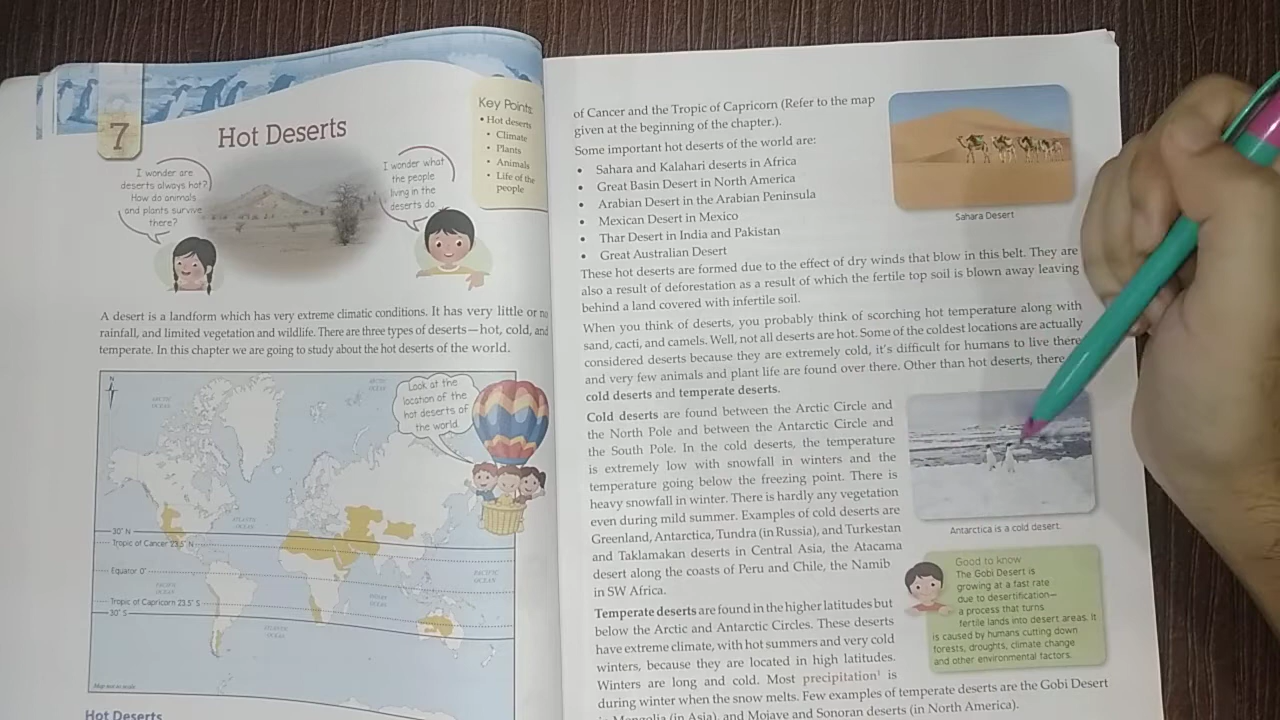 7
Hot Deserts
Key Points
• Hot deserts
• Climate
• Plants
• Animals
• Life of the
people
I wonder are
deserts always hot?
How do animals
and plants survive
there?
I wonder what
the people
living in the
deserts do.
A desert is a landform which has very extreme climatic conditions. It has very little or no
rainfall, and limited vegetation and wildlife. There are three types of deserts—hot, cold, and
temperate. In this chapter we are going to study about the hot deserts of the world.
Look at the
location of the
hot deserts of
the world.
N
ARCTIC
OCEAN
ARCTIC
OCEAN
ATLANTIC
OCEAN
30° N
Tropic of Cancer 23.5° N
Equator 0°
PACIFIC
OCEAN
PACIFIC
OCEAN
INDIAN
OCEAN
Tropic of Capricorn 23.5° S
30° S
ATLANTIC
OCEAN
Map not to scale
Hot Deserts
of Cancer and the Tropic of Capricorn (Refer to the map
given at the beginning of the chapter.).
Some important hot deserts of the world are:
• Sahara and Kalahari deserts in Africa
• Great Basin Desert in North America
• Arabian Desert in the Arabian Peninsula
• Mexican Desert in Mexico
• Thar Desert in India and Pakistan
• Great Australian Desert
Sahara Desert
These hot deserts are formed due to the effect of dry winds that blow in this belt. They are
also a result of deforestation as a result of which the fertile top soil is blown away leaving
behind a land covered with infertile soil.
When you think of deserts, you probably think of scorching hot temperature along with
sand, cacti, and camels. Well, not all deserts are hot. Some of the coldest locations are actually
considered deserts because they are extremely cold, it's difficult for humans to live there
and very few animals and plant life are found over there. Other than hot deserts, there
cold deserts and temperate deserts.
Cold deserts are found between the Arctic Circle and
the North Pole and between the Antarctic Circle and
the South Pole. In the cold deserts, the temperature
is extremely low with snowfall in winters and the
temperature going below the freezing point. There is
heavy snowfall in winter. There is hardly any vegetation
even during mild summer. Examples of cold deserts are
Greenland, Antarctica, Tundra (in Russia), and Turkestan
and Taklamakan deserts in Central Asia, the Atacama
desert along the coasts of Peru and Chile, the Namib
in SW Africa.
Antarctica is a cold desert.
Good to know
The Gobi Desert is
growing at a fast rate
due to desertification—
a process that turns
fertile lands into desert areas. It
is caused by humans cutting down
forests, droughts, climate change
and other environmental factors.
Temperate deserts are found in the higher latitudes but
below the Arctic and Antarctic Circles. These deserts
have extreme climate, with hot summers and very cold
winters, because they are located in high latitudes.
Winters are long and cold. Most precipitation¹ is
during winter when the snow melts. Few examples of temperate deserts are the Gobi Desert
in Mongolia (in Asia), and Mojave and Sonoran deserts (in North America).